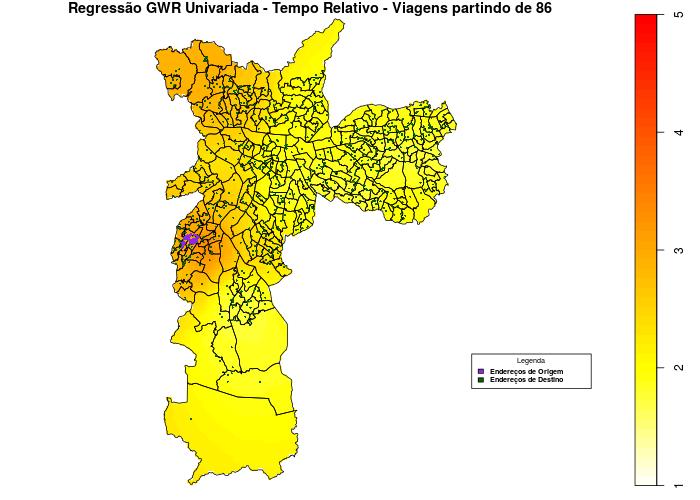 Regressão GWR Univariada - Tempo Relativo - Viagens partindo de 86
5
4
3
2
1
Legenda
Endereços de Origem
Endereços de Destino